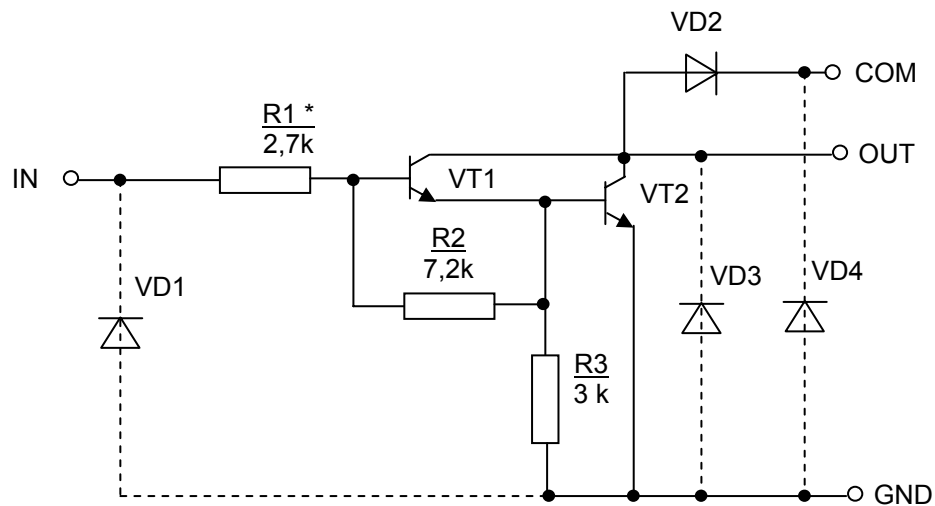 VD2
COM
R1 *
2,7k
OUT
IN
VT1
VT2
R2
7,2k
VD1
VD3
VD4
R3
3 k
GND